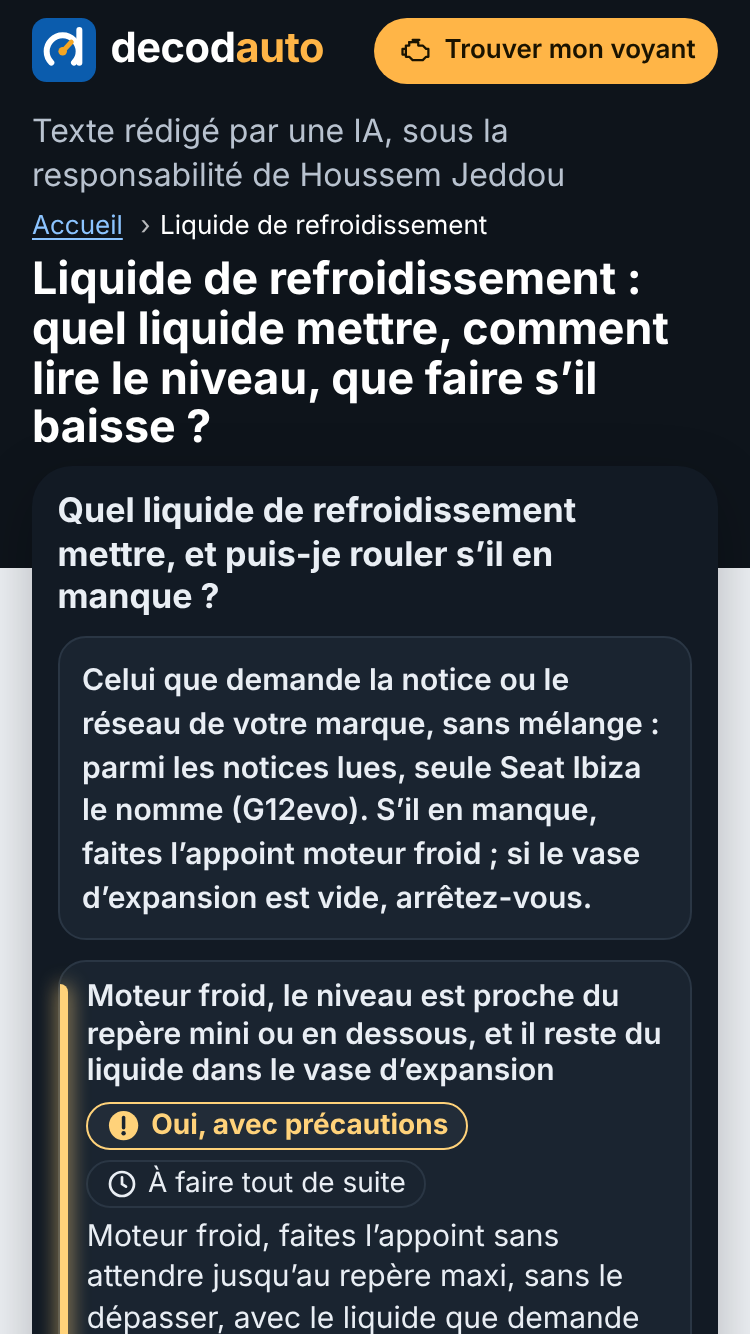 decodauto
Trouver mon voyant
Texte rédigé par une IA, sous la
responsabilité de Houssem Jeddou
Accueil › Liquide de refroidissement
Liquide de refroidissement :
quel liquide mettre, comment
lire le niveau, que faire s’il
baisse ?
Quel liquide de refroidissement
mettre, et puis-je rouler s’il en
manque ?
Celui que demande la notice ou le
réseau de votre marque, sans mélange :
parmi les notices lues, seule Seat Ibiza
le nomme (G12evo). S’il en manque,
faites l’appoint moteur froid ; si le vase
d’expansion est vide, arrêtez-vous.
Moteur froid, le niveau est proche du
repère mini ou en dessous, et il reste du
liquide dans le vase d’expansion
Oui, avec précautions
À faire tout de suite
Moteur froid, faites l’appoint sans
attendre jusqu’au repère maxi, sans le
dépasser, avec le liquide que demande